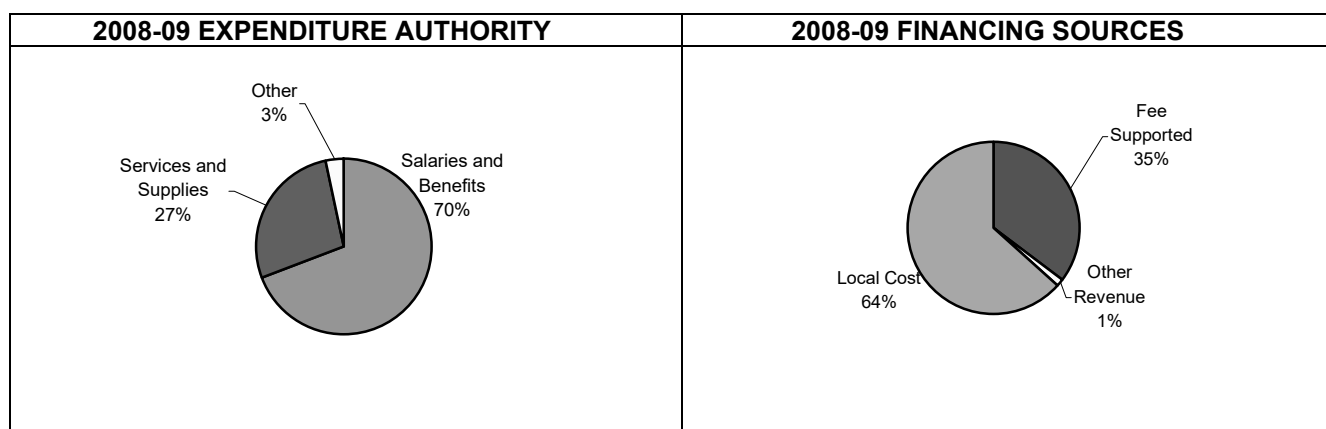 2008-09 EXPENDITURE AUTHORITY
Other
3%
Services and
Supplies
27%
Salaries and
Benefits
70%
2008-09 FINANCING SOURCES
Fee
Supported
35%
Local Cost
64%
Other
Revenue
1%